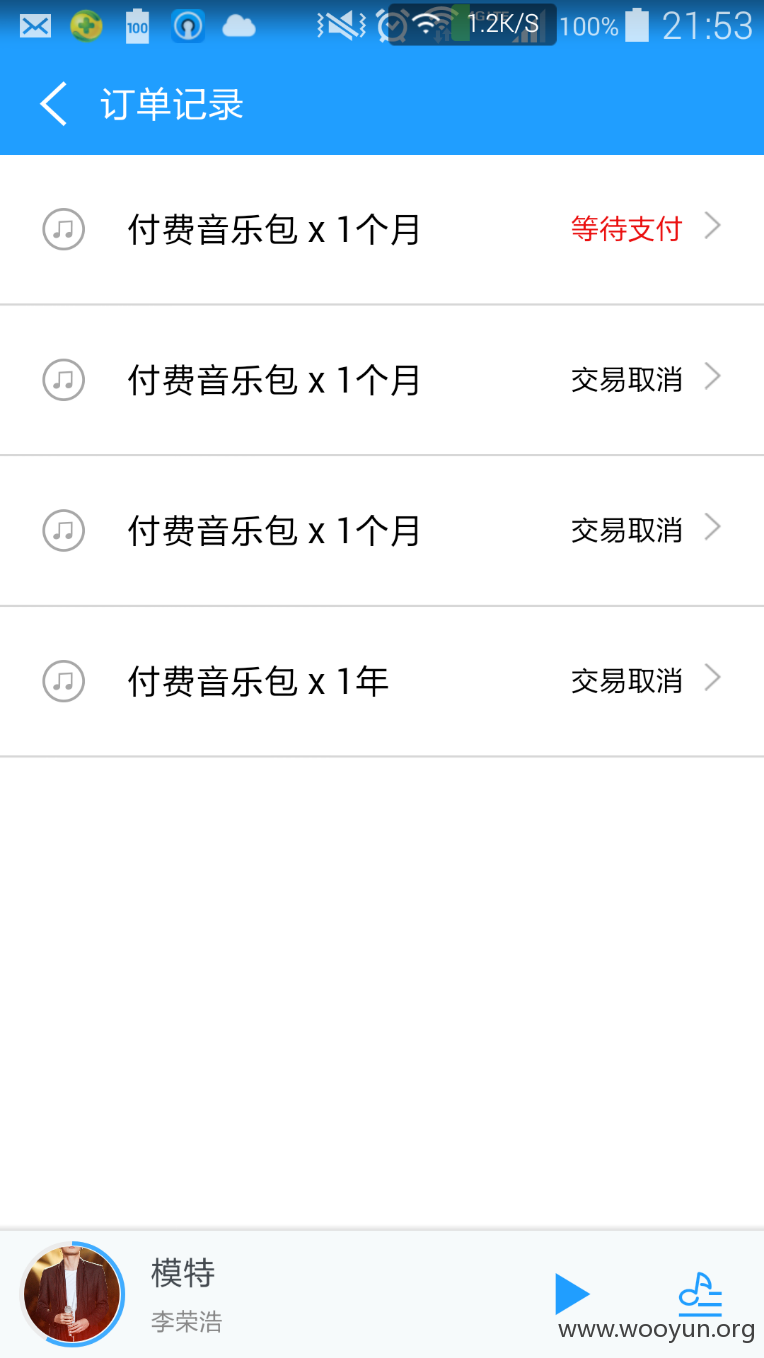 100 1.2K/S 100% 21:53
订单记录
付费音乐包 x 1个月 等待支付
付费音乐包 x 1个月 交易取消
付费音乐包 x 1个月 交易取消
付费音乐包 x 1年 交易取消
模特
李荣浩
www.wooyun.org